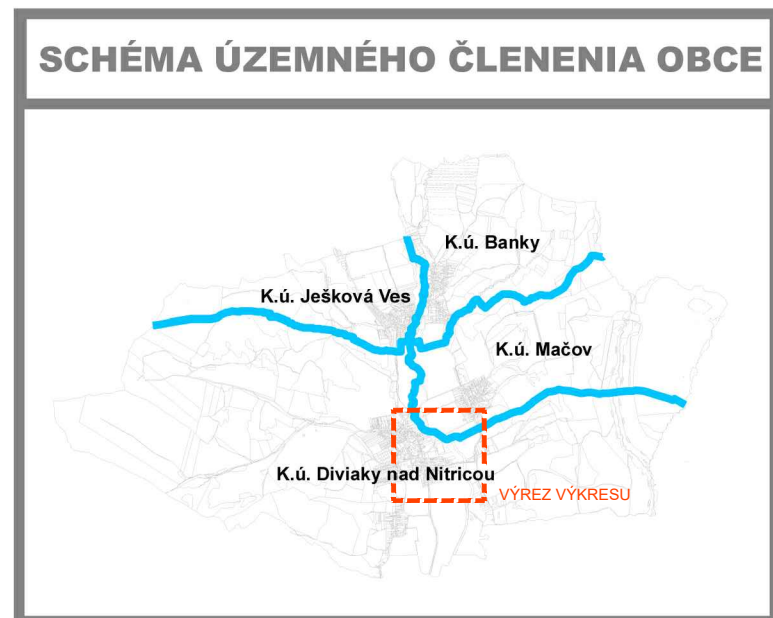 SCHÉMA ÚZEMNÉHO ČLENENIA OBCE
K.ú. Banky
K.ú. Ješková Ves
K.ú. Mačov
K.ú. Diviaky nad Nitricou
VÝREZ VÝKRESU